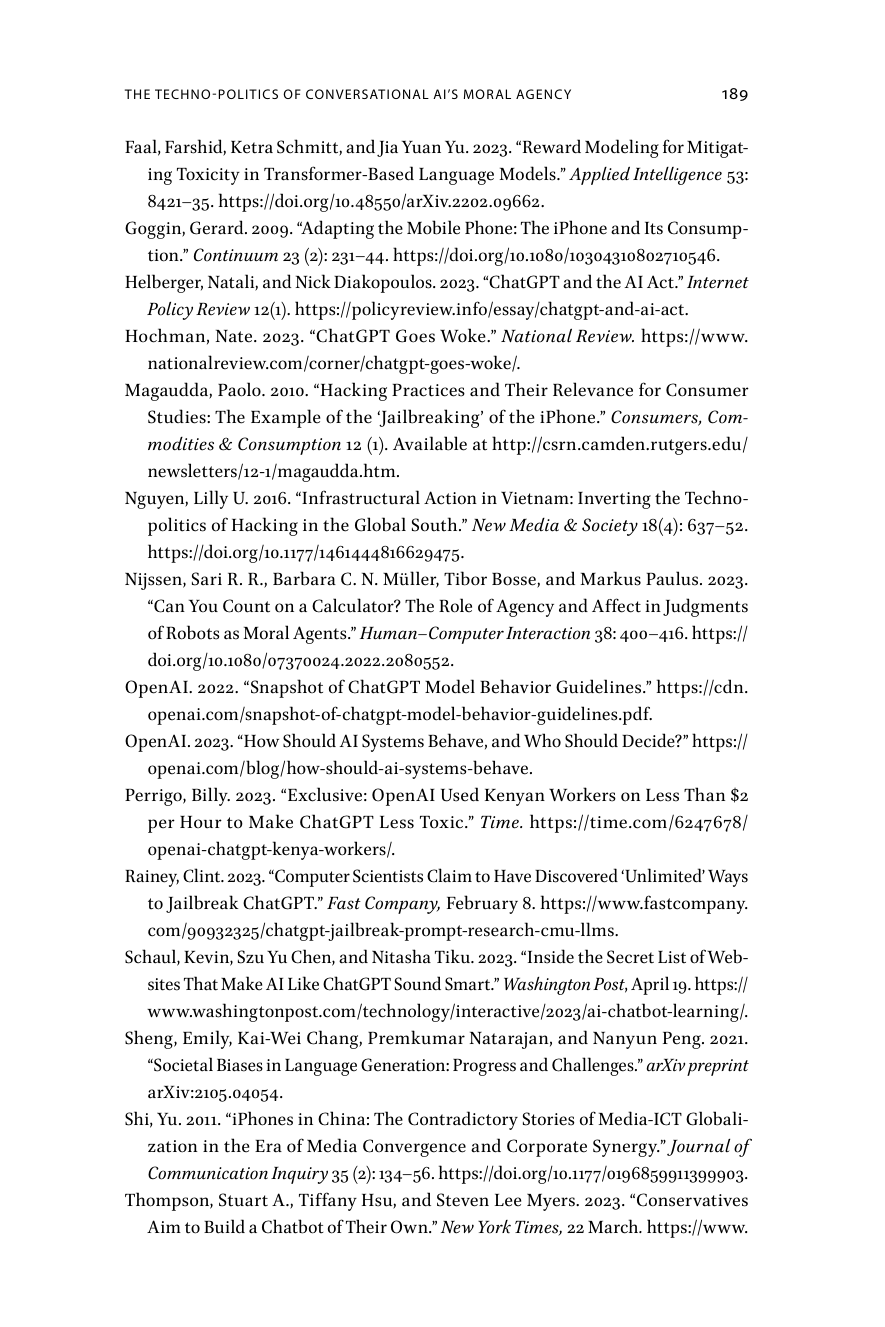 THE TECHNO-POLITICS OF CONVERSATIONAL AI’S MORAL AGENCY 189
Faal, Farshid, Ketra Schmitt, and Jia Yuan Yu. 2023. “Reward Modeling for Mitigat-
ing Toxicity in Transformer-Based Language Models.” Applied Intelligence 53:
8421–35. https://doi.org/10.48550/arXiv.2202.09662.
Goggin, Gerard. 2009. “Adapting the Mobile Phone: The iPhone and Its Consump-
tion.” Continuum 23 (2): 231–44. https://doi.org/10.1080/10304310802710546.
Helberger, Natali, and Nick Diakopoulos. 2023. “ChatGPT and the AI Act.” Internet
Policy Review 12(1). https://policyreview.info/essay/chatgpt-and-ai-act.
Hochman, Nate. 2023. “ChatGPT Goes Woke.” National Review. https://www.
nationalreview.com/corner/chatgpt-goes-woke/.
Magaudda, Paolo. 2010. “Hacking Practices and Their Relevance for Consumer
Studies: The Example of the ‘Jailbreaking’ of the iPhone.” Consumers, Com-
modities & Consumption 12 (1). Available at http://csrn.camden.rutgers.edu/
newsletters/12-1/magaudda.htm.
Nguyen, Lilly U. 2016. “Infrastructural Action in Vietnam: Inverting the Techno-
politics of Hacking in the Global South.” New Media & Society 18(4): 637–52.
https://doi.org/10.1177/1461444816629475.
Nijssen, Sari R. R., Barbara C. N. Müller, Tibor Bosse, and Markus Paulus. 2023.
“Can You Count on a Calculator? The Role of Agency and Affect in Judgments
of Robots as Moral Agents.” Human–Computer Interaction 38: 400–416. https://
doi.org/10.1080/07370024.2022.2080552.
OpenAI. 2022. “Snapshot of ChatGPT Model Behavior Guidelines.” https://cdn.
openai.com/snapshot-of-chatgpt-model-behavior-guidelines.pdf.
OpenAI. 2023. “How Should AI Systems Behave, and Who Should Decide?” https://
openai.com/blog/how-should-ai-systems-behave.
Perrigo, Billy. 2023. “Exclusive: OpenAI Used Kenyan Workers on Less Than $2
per Hour to Make ChatGPT Less Toxic.” Time. https://time.com/6247678/
openai-chatgpt-kenya-workers/.
Rainey, Clint. 2023. “Computer Scientists Claim to Have Discovered ‘Unlimited’ Ways
to Jailbreak ChatGPT.” Fast Company, February 8. https://www.fastcompany.
com/90932325/chatgpt-jailbreak-prompt-research-cmu-llms.
Schaul, Kevin, Szu Yu Chen, and Nitasha Tiku. 2023. “Inside the Secret List of Web-
sites That Make AI Like ChatGPT Sound Smart.” Washington Post, April 19. https://
www.washingtonpost.com/technology/interactive/2023/ai-chatbot-learning/.
Sheng, Emily, Kai-Wei Chang, Premkumar Natarajan, and Nanyun Peng. 2021.
“Societal Biases in Language Generation: Progress and Challenges.” arXiv preprint
arXiv:2105.04054.
Shi, Yu. 2011. “iPhones in China: The Contradictory Stories of Media-ICT Globali-
zation in the Era of Media Convergence and Corporate Synergy.” Journal of
Communication Inquiry 35 (2): 134–56. https://doi.org/10.1177/0196859911399903.
Thompson, Stuart A., Tiffany Hsu, and Steven Lee Myers. 2023. “Conservatives
Aim to Build a Chatbot of Their Own.” New York Times, 22 March. https://www.